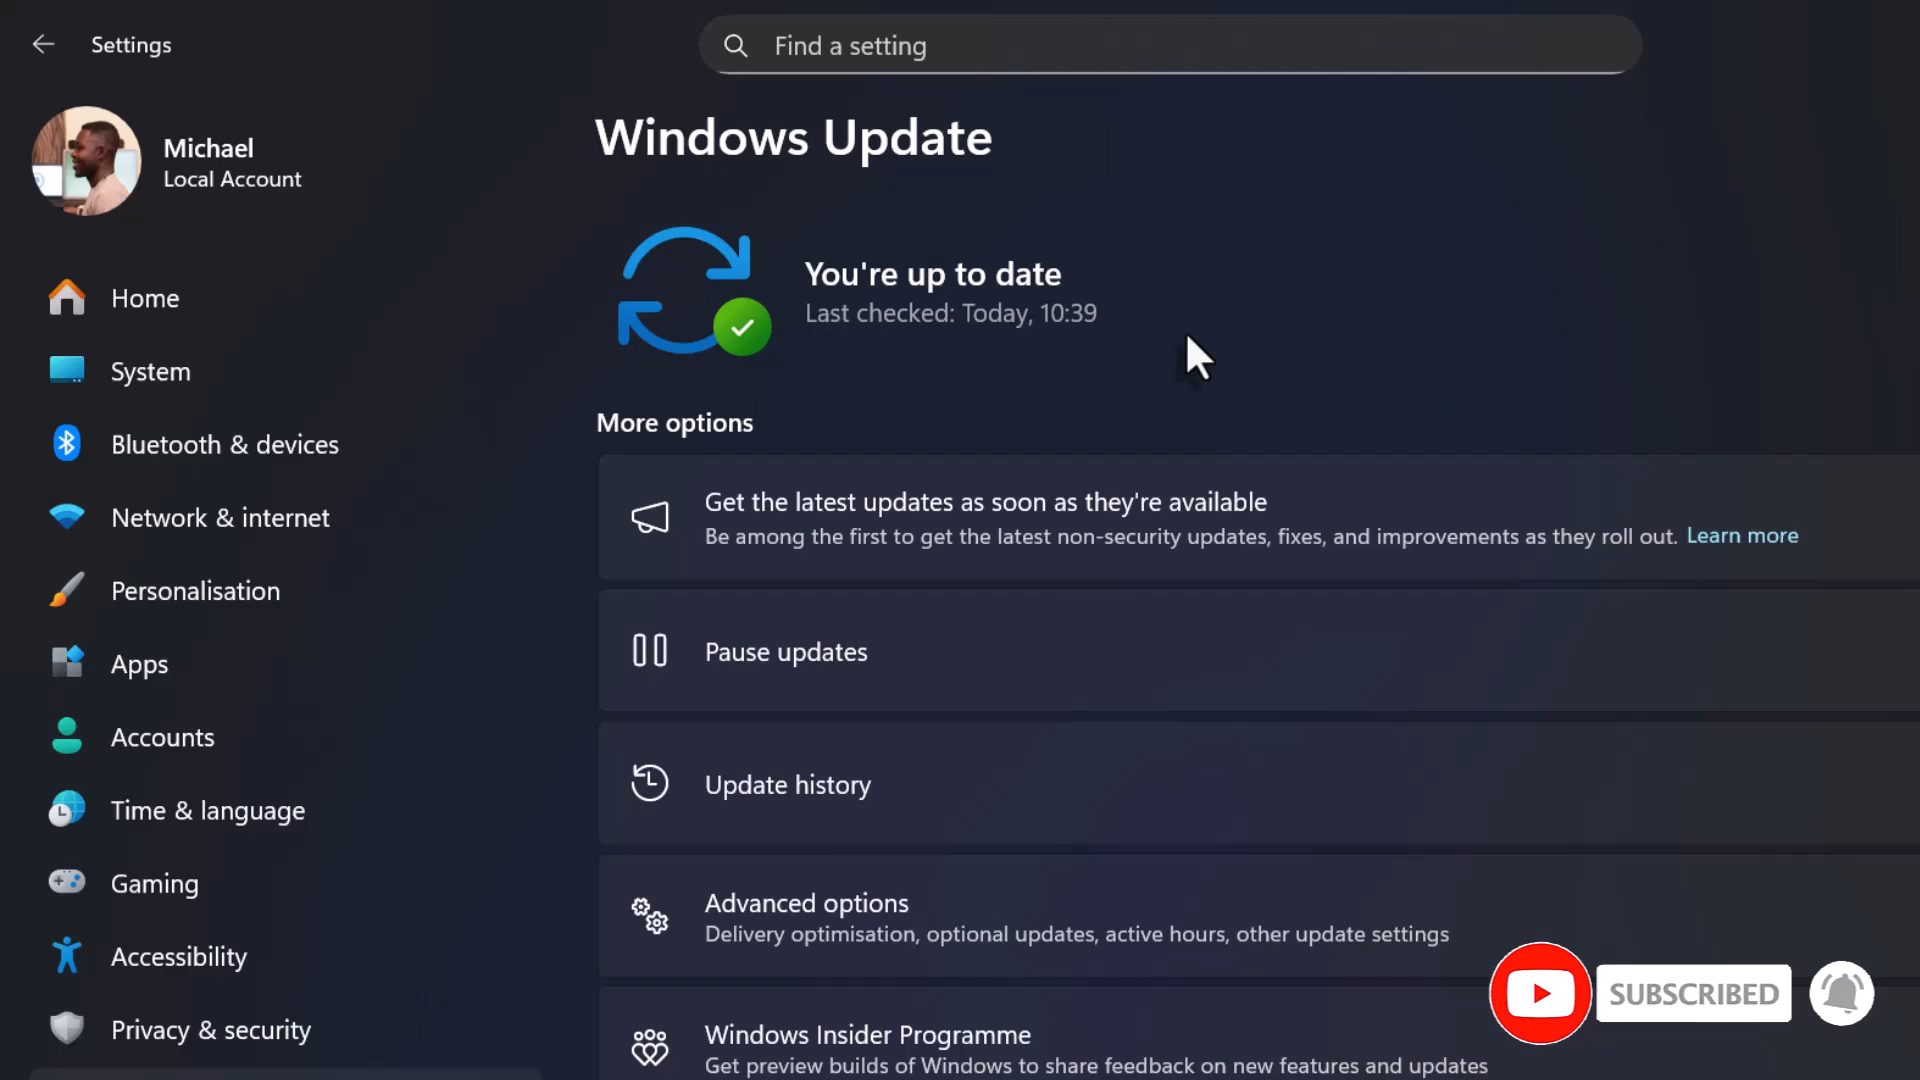 Settings
Find a setting
Michael
Local Account
Home
System
Bluetooth & devices
Network & internet
Personalisation
Apps
Accounts
Time & language
Gaming
Accessibility
Privacy & security
Windows Update
You're up to date
Last checked: Today, 10:39
More options
Get the latest updates as soon as they're available
Be among the first to get the latest non-security updates, fixes, and improvements as they roll out. Learn more
Pause updates
Update history
Advanced options
Delivery optimisation, optional updates, active hours, other update settings
Windows Insider Programme
Get preview builds of Windows to share feedback on new features and updates
SUBSCRIBED